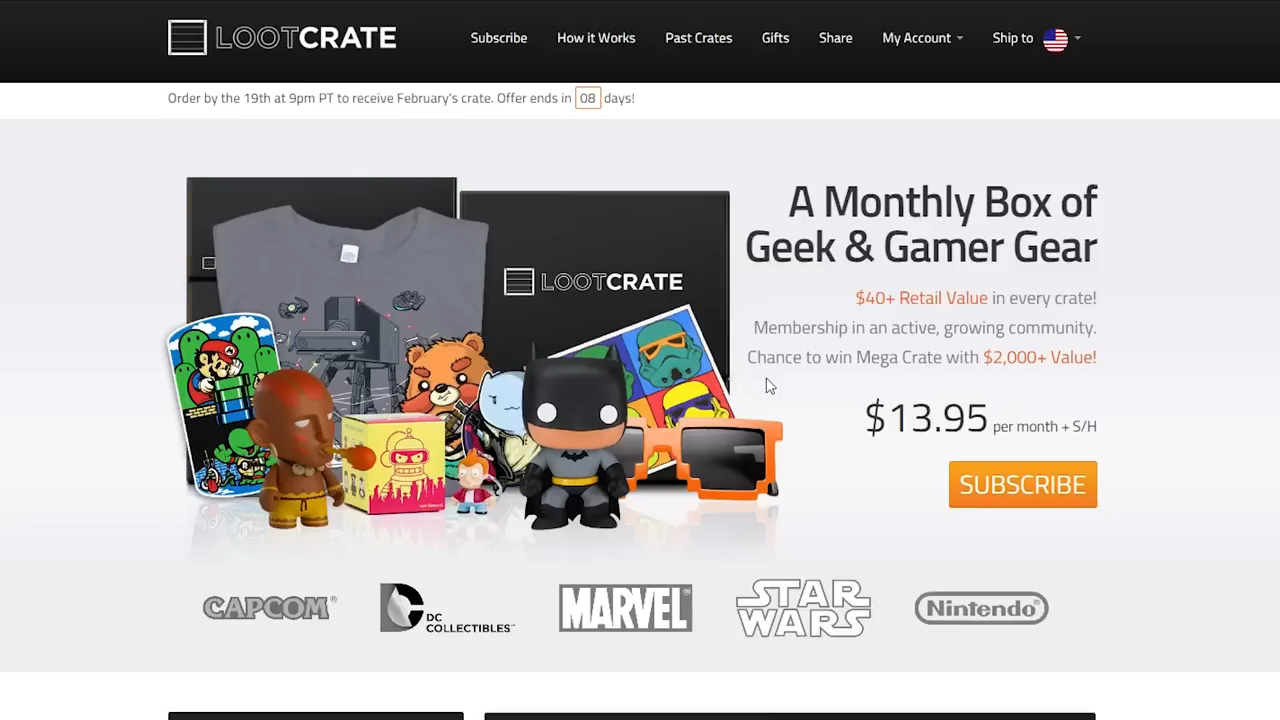 LOOTCRATE
Subscribe
How it Works
Past Crates
Gifts
Share
My Account
Ship to
Order by the 19th at 9pm PT to receive February's crate. Offer ends in 08 days!
A Monthly Box of
Geek & Gamer Gear
$40+ Retail Value in every crate!
Membership in an active, growing community.
Chance to win Mega Crate with $2,000+ Value!
$13.95 per month + S/H
SUBSCRIBE
LOOTCRATE
CAPCOM®
DC
COLLECTIBLES™
MARVEL®
STAR
WARS
Nintendo®